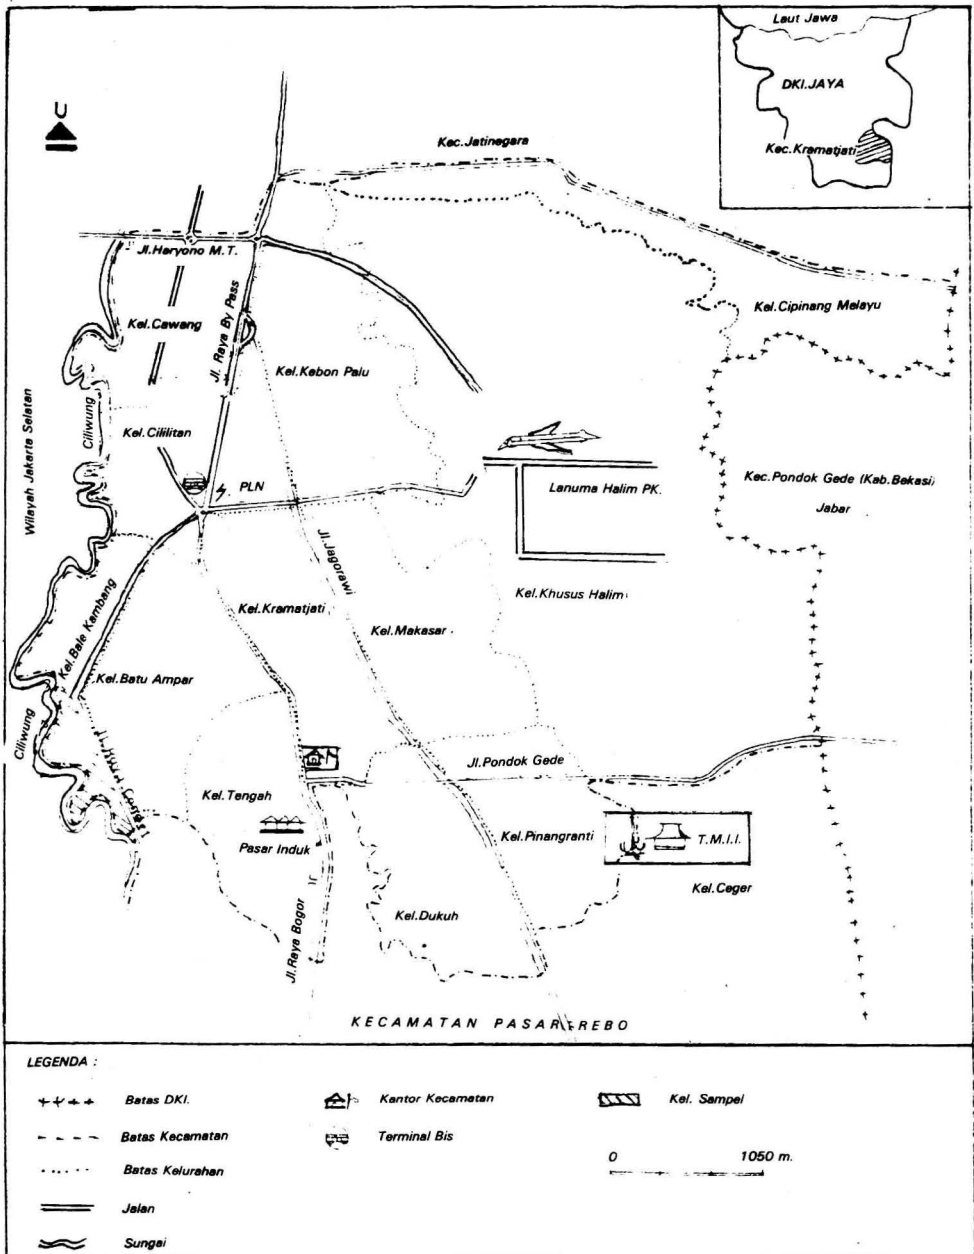 Laut Jawa
DKI.JAYA
Kec.Kramatjati
U
Kec.Jatinegara
Jl.Haryono M.T.
Kel.Cipinang Melayu
Kel.Cawang
Jl. Raya By Pass
Kel.Kebon Palu
Wilayah Jakarta Selatan
Ciliwung
Kel.Cililitan
PLN
Lanuma Halim PK.
Kec.Pondok Gede (Kab.Bekasi)
Jabar
Jl.Jagorawi
Kel.Khusus Halim
Kel.Kramatjati
Kel.Makasar
Kel.Bale Kambang
Kel.Batu Ampar
Ciliwung
Jl.Pondok Gede
Kel.Tengah
Pasar Induk
Kel.Pinangranti
T.M.I.I.
Kel.Ceger
Kel.Dukuh
Jl.Raya Bogor
KECAMATAN PASAR REBO
LEGENDA :
Batas DKI.
Kantor Kecamatan
Kel. Sampel
Batas Kecamatan
Terminal Bis
Batas Kelurahan
0 1050 m.
Jalan
Sungai